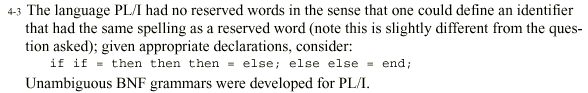 4-3 The language PL/I had no reserved words in the sense that one could define an identifier
that had the same spelling as a reserved word (note this is slightly different from the ques-
tion asked); given appropriate declarations, consider:
if if = then then then = else; else else = end;
Unambiguous BNF grammars were developed for PL/I.